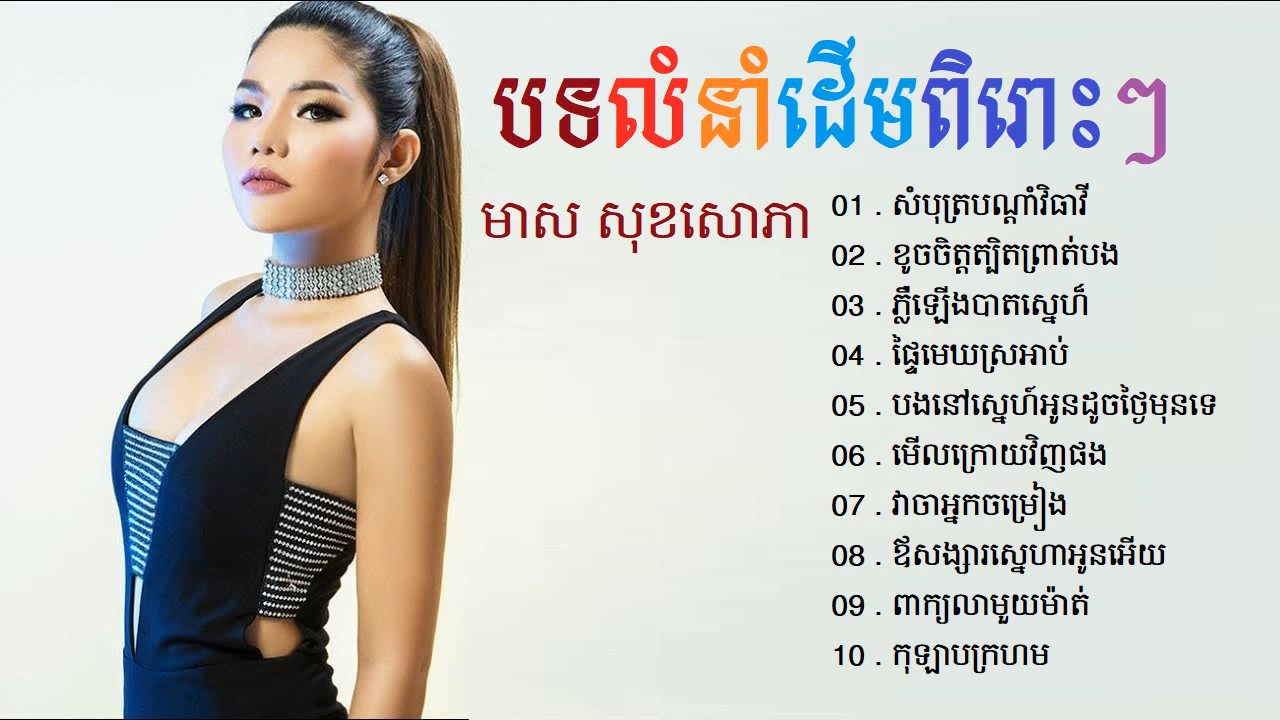 បទលំនាំដើមពិរោះៗ
មាស សុខសោភា
01 . សំបុត្របណ្ដាំវិធាវី
02 . ខូចចិត្តត្បិតព្រាត់បង
03 . ភ្លឺឡើងបាតស្នេហ៍
04 . ផ្ទៃមេឃស្រអាប់
05 . បងនៅស្នេហ៍អូនដូចថ្ងៃមុនទេ
06 . មើលក្រោយវិញផង
07 . វាចាអ្នកចម្រៀង
08 . ឪសង្សារស្នេហាអូនអើយ
09 . ពាក្យលាមួយម៉ាត់
10 . កុឡាបក្រហម